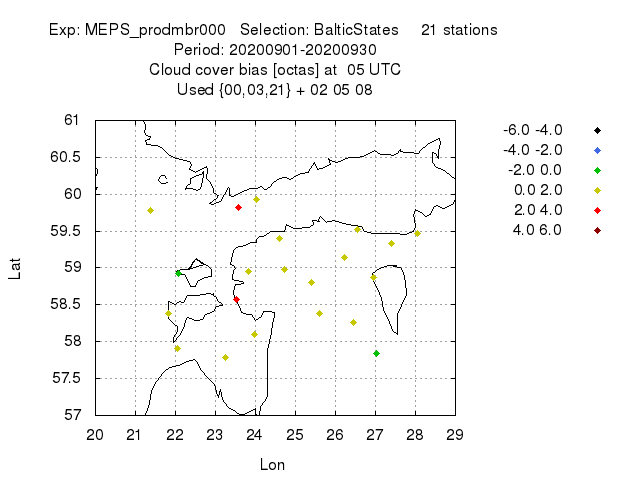 Exp: MEPS_prodmbr000 Selection: BalticStates 21 stations
Period: 20200901-20200930
Cloud cover bias [octas] at 05 UTC
Used {00,03,21} + 02 05 08
61
60.5
60
59.5
59
58.5
58
57.5
57
Lat
20 21 22 23 24 25 26 27 28 29
Lon
-6.0 -4.0
-4.0 -2.0
-2.0 0.0
0.0 2.0
2.0 4.0
4.0 6.0